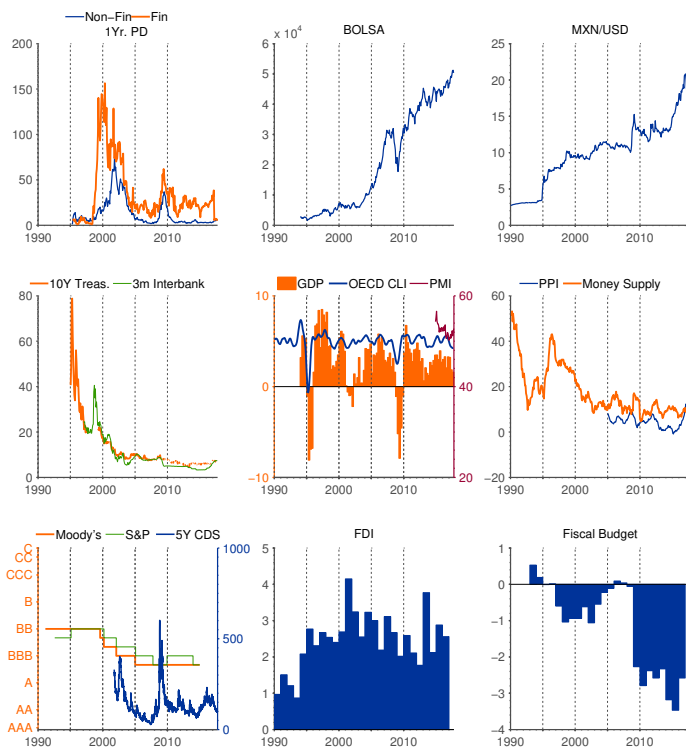 Non−Fin Fin
1Yr. PD
200
150
100
50
0
1990 2000 2010
BOLSA
6 x 10^4
5
4
3
2
1
0
1990 2000 2010
MXN/USD
25
20
15
10
5
0
1990 2000 2010
10Y Treas. 3m Interbank
80
60
40
20
0
1990 2000 2010
GDP OECD CLI PMI
10 60
0 40
−10 20
1990 2000 2010
PPI Money Supply
60
40
20
0
−20
1990 2000 2010
Moody's S&P 5Y CDS
C 1000
CC
CCC
B
BB 500
BBB
A
AA
AAA 0
1990 2000 2010
FDI
5
4
3
2
1
0
1990 2000 2010
Fiscal Budget
1
0
−1
−2
−3
−4
1990 2000 2010